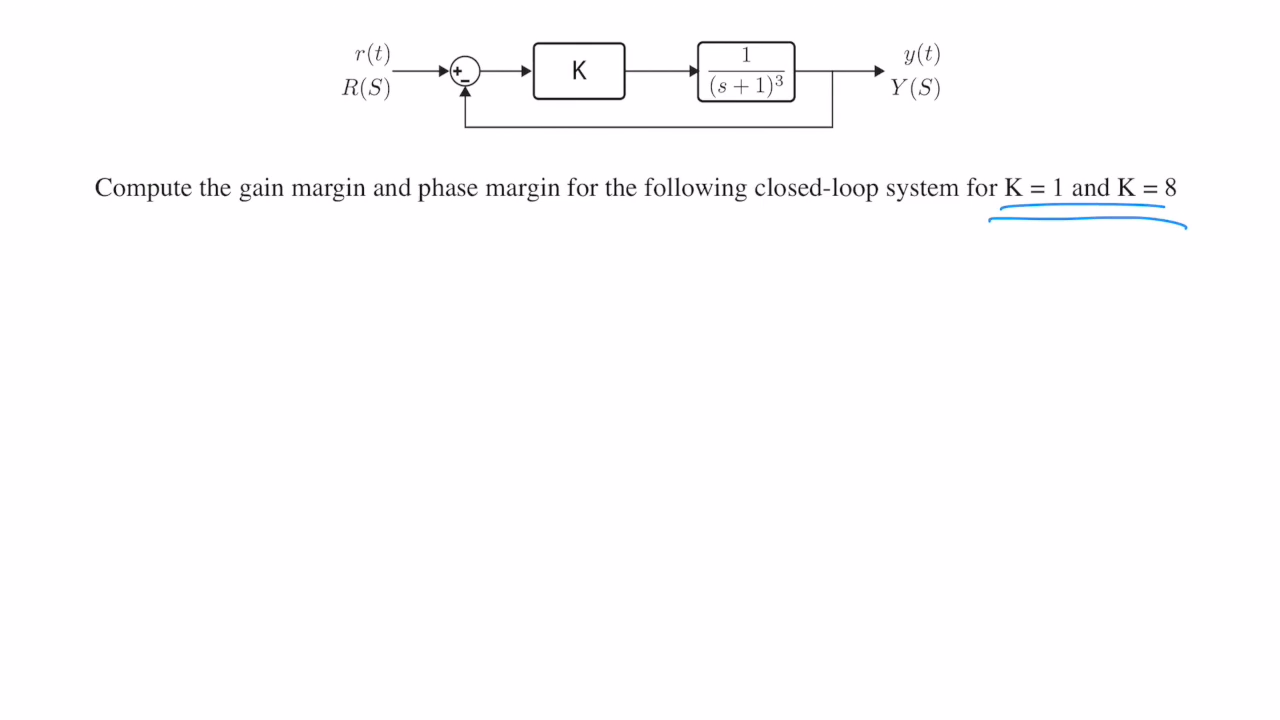 r(t)
R(S)
+
-
K
1
(s + 1)³
y(t)
Y(S)
Compute the gain margin and phase margin for the following closed-loop system for K = 1 and K = 8